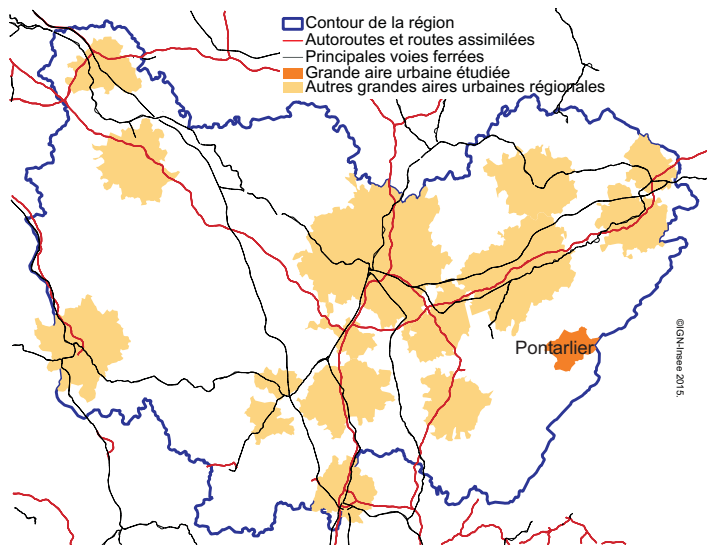 Contour de la région
Autoroutes et routes assimilées
Principales voies ferrées
Grande aire urbaine étudiée
Autres grandes aires urbaines régionales
Pontarlier
©IGN-Insee 2015.